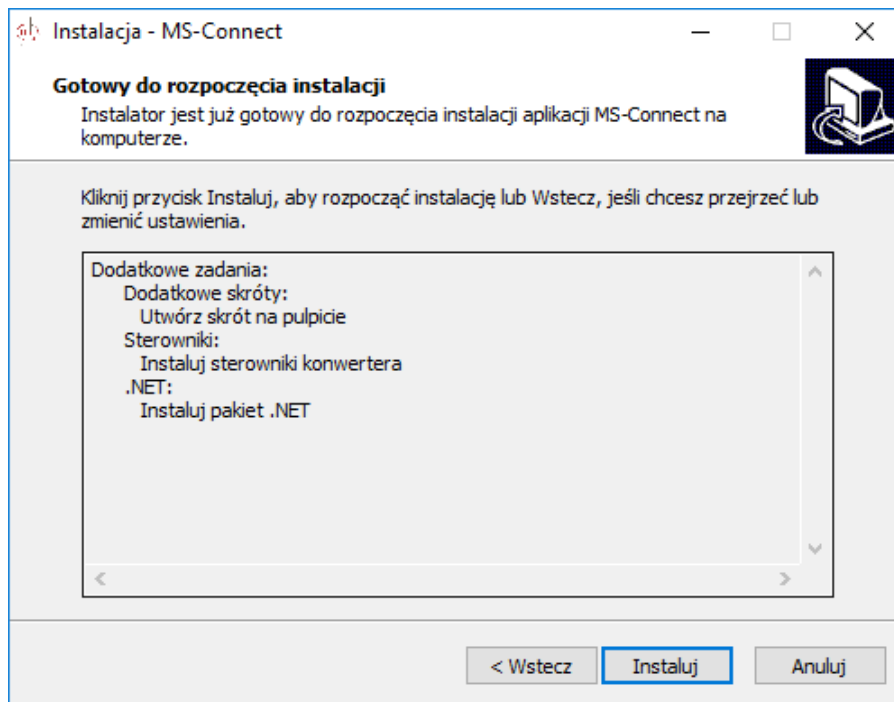 Instalacja - MS-Connect
Gotowy do rozpoczęcia instalacji
Instalator jest już gotowy do rozpoczęcia instalacji aplikacji MS-Connect na
komputerze.
Kliknij przycisk Instaluj, aby rozpocząć instalację lub Wstecz, jeśli chcesz przejrzeć lub
zmienić ustawienia.
Dodatkowe zadania:
Dodatkowe skróty:
Utwórz skrót na pulpicie
Sterowniki:
Instaluj sterowniki konwertera
.NET:
Instaluj pakiet .NET
< Wstecz
Instaluj
Anuluj